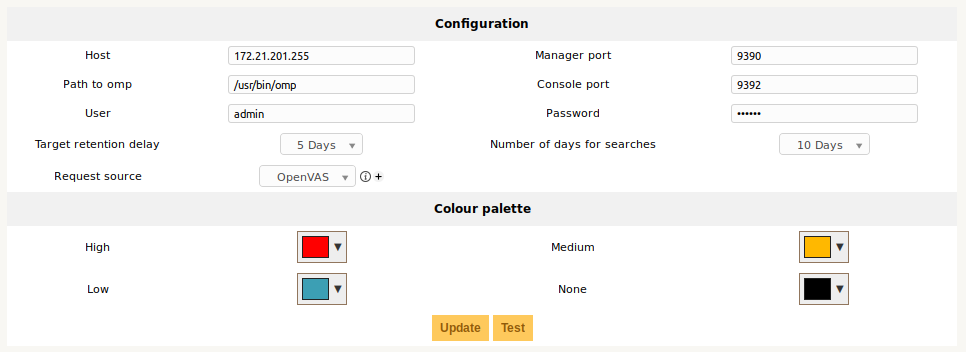 Configuration
Host 172.21.201.255 Manager port 9390
Path to omp /usr/bin/omp Console port 9392
User admin Password ••••••
Target retention delay 5 Days Number of days for searches 10 Days
Request source OpenVAS
Colour palette
High Medium
Low None
Update Test